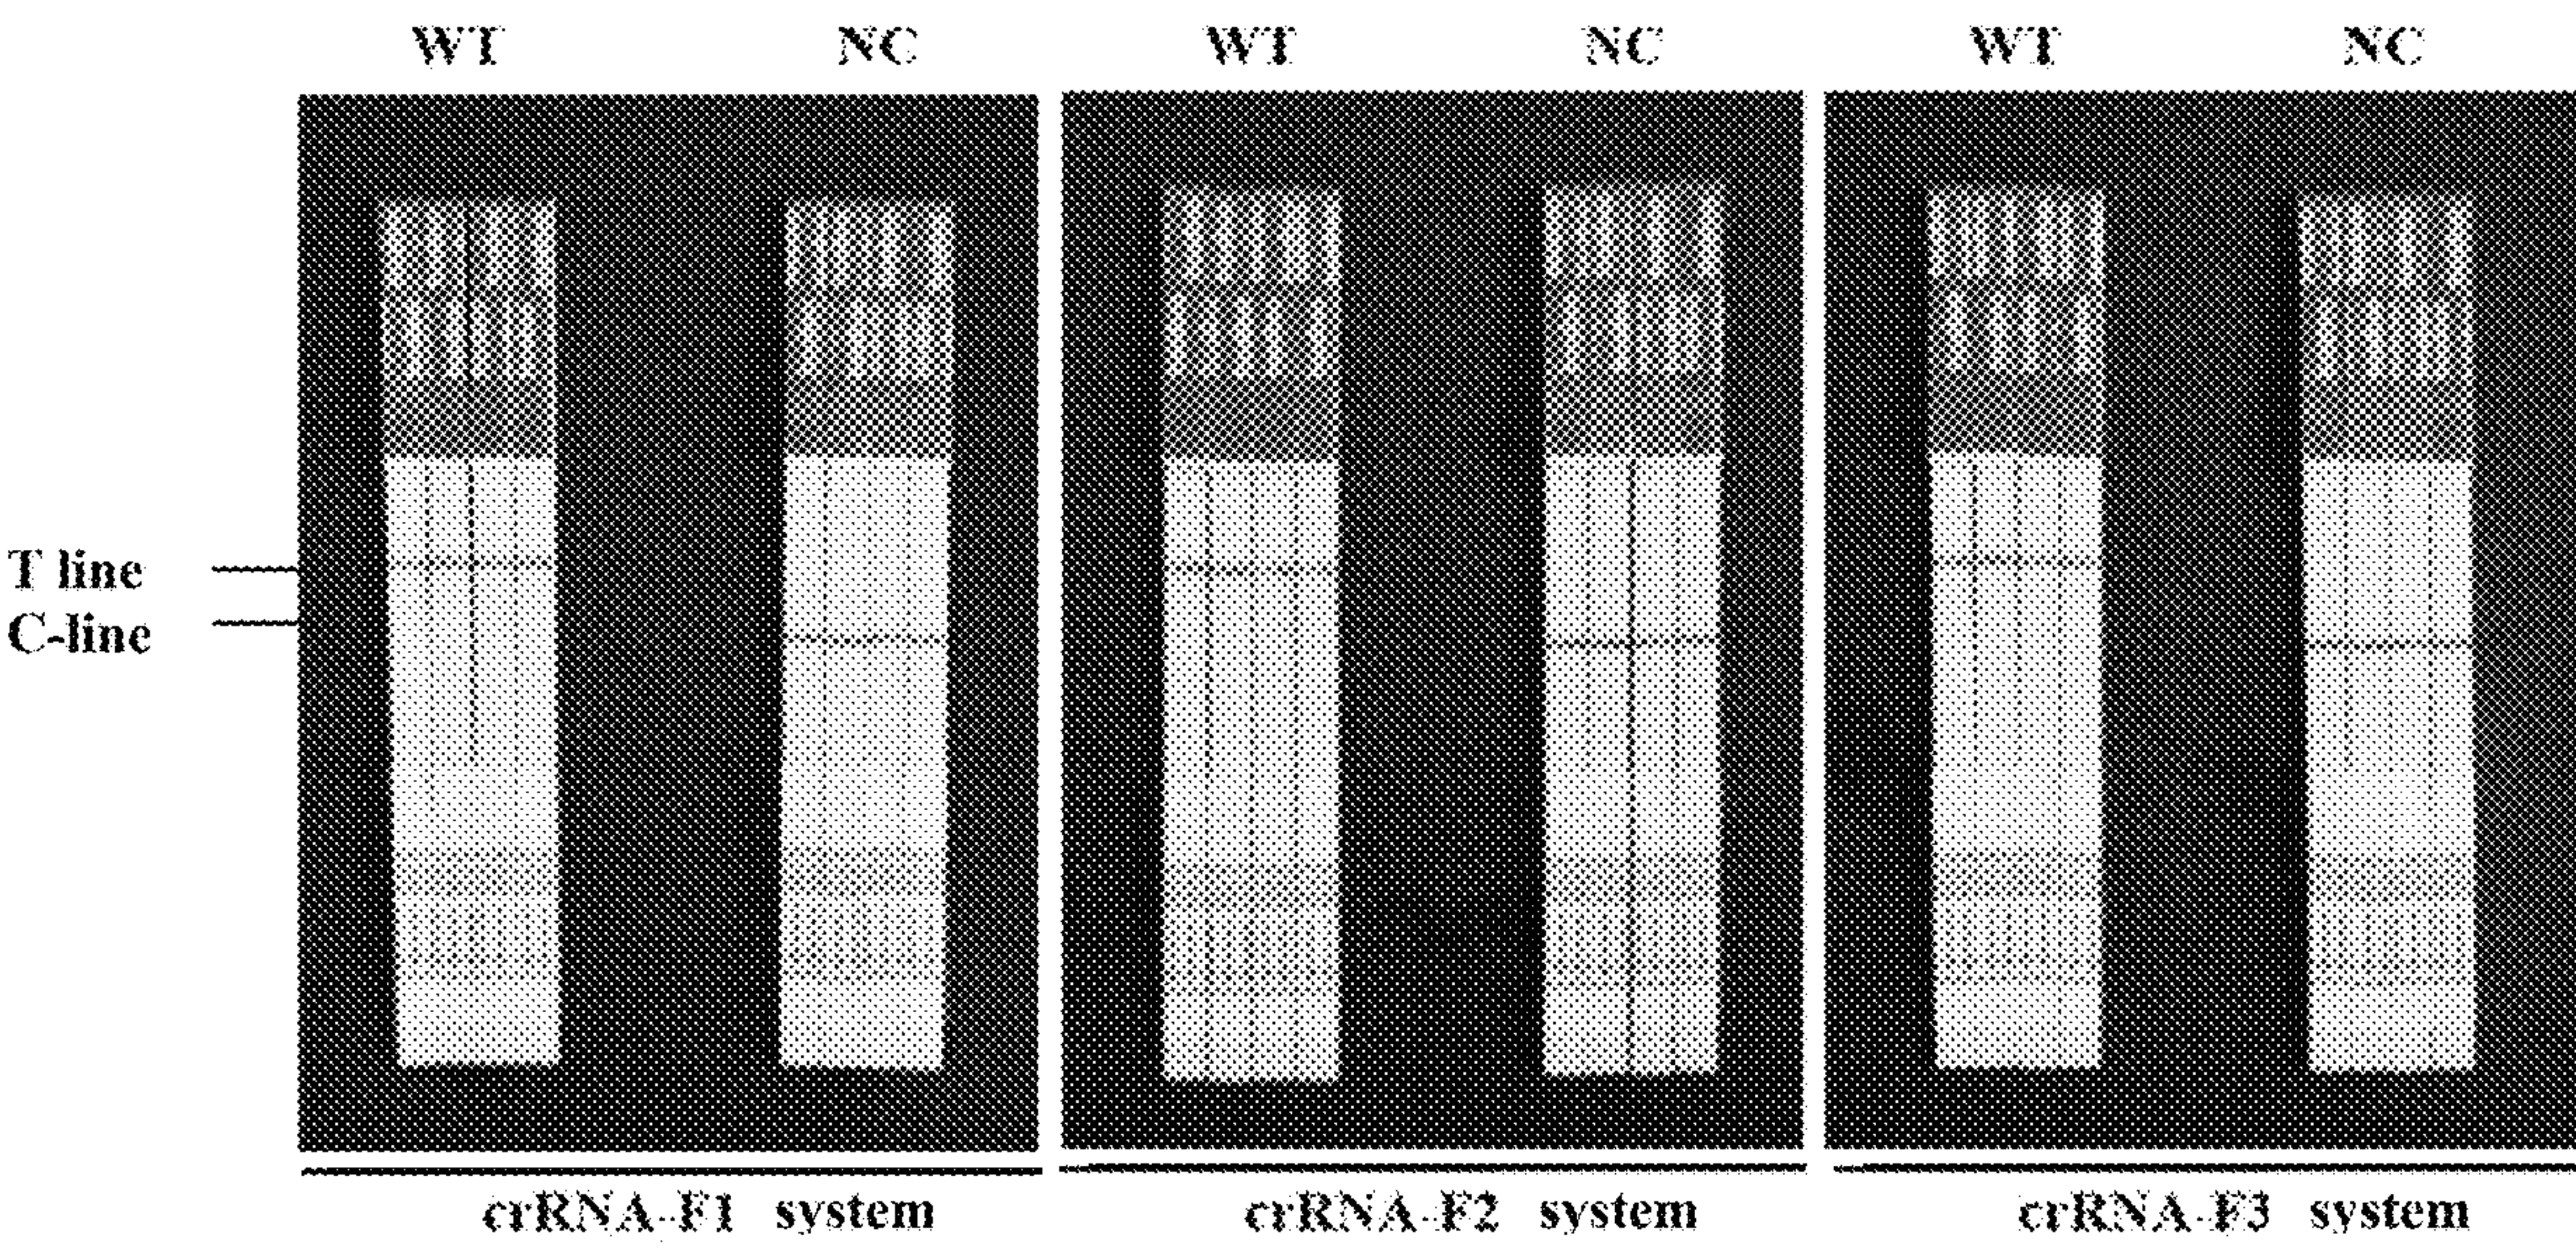 WT NC WT NC WT NC
T line
C-line
crRNA-F1 system crRNA-F2 system crRNA-F3 system